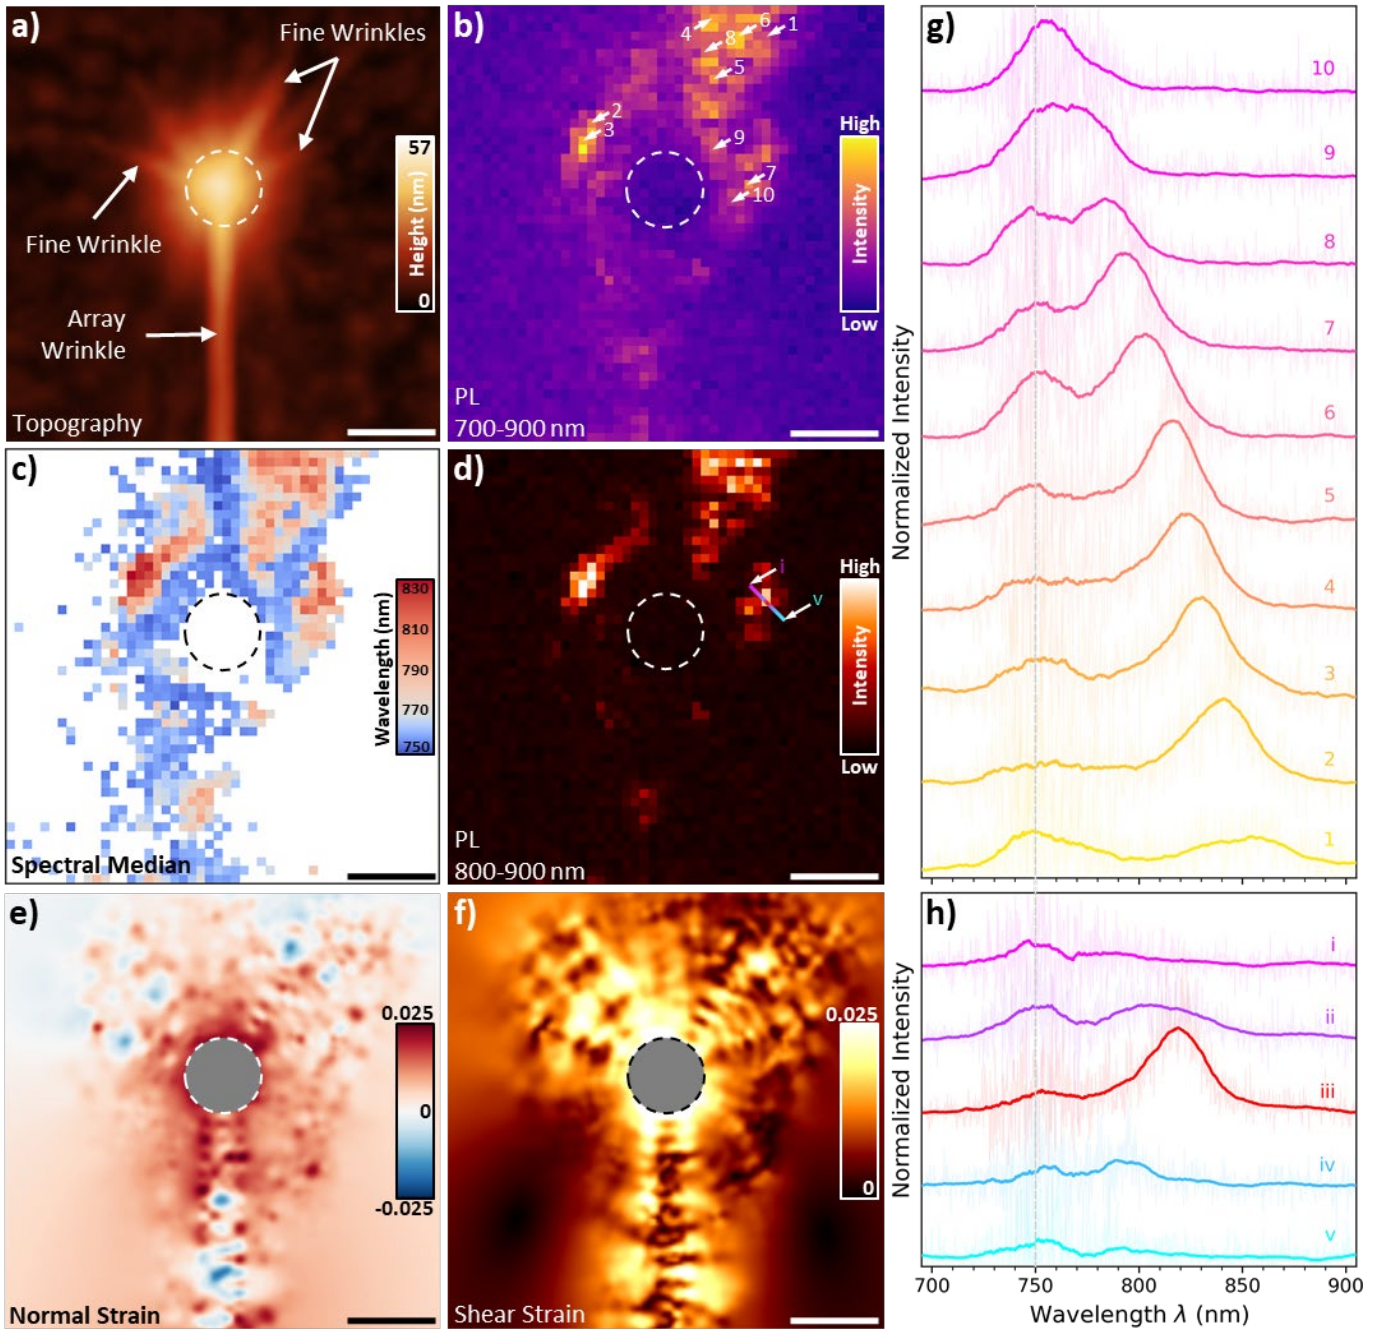 a)
Fine Wrinkles
Fine Wrinkle
Array
Wrinkle
57
Height (nm)
0
Topography
b)
4
6
1
8
5
2
3
9
7
10
High
Intensity
Low
PL
700-900 nm
c)
Wavelength (nm)
830
810
790
770
750
Spectral Median
d)
i
v
High
Intensity
Low
PL
800-900 nm
e)
0.025
0
-0.025
Normal Strain
f)
0.025
0
Shear Strain
g)
Normalized Intensity
10
9
8
7
6
5
4
3
2
1
h)
Normalized Intensity
i
ii
iii
iv
v
700
750
800
850
900
Wavelength λ (nm)